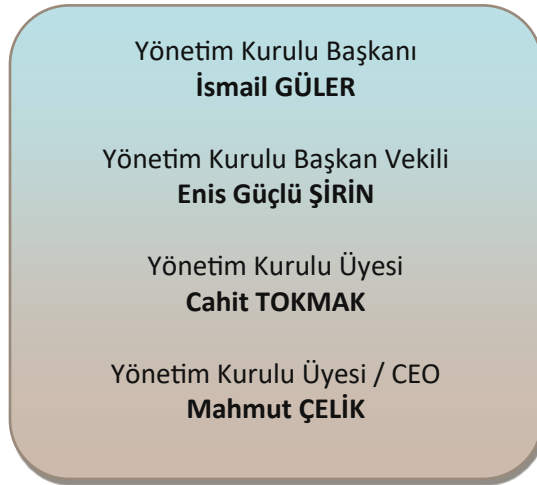 Yönetim Kurulu Başkanı
İsmail GÜLER
Yönetim Kurulu Başkan Vekili
Enis Güçlü ŞİRİN
Yönetim Kurulu Üyesi
Cahit TOKMAK
Yönetim Kurulu Üyesi / CEO
Mahmut ÇELİK